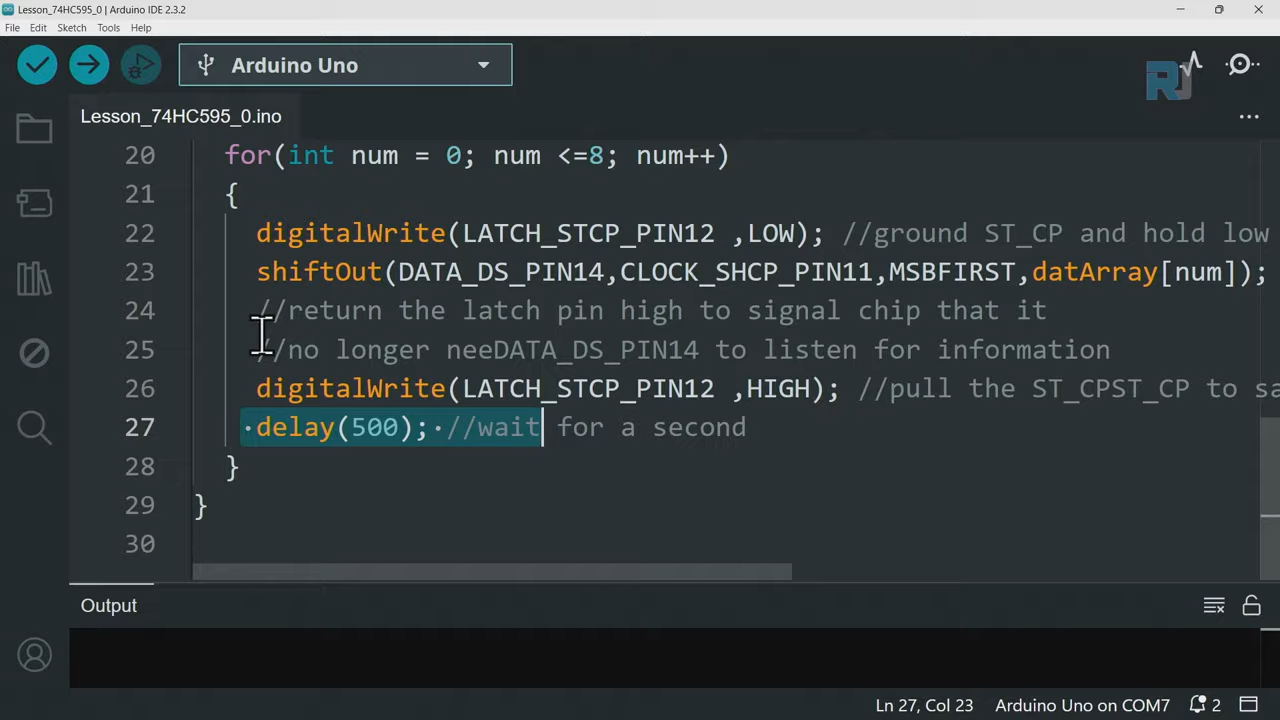 Lesson_74HC595_0 | Arduino IDE 2.3.2
File Edit Sketch Tools Help
Arduino Uno
RJ
Lesson_74HC595_0.ino
20 for(int num = 0; num <=8; num++)
21 {
22 digitalWrite(LATCH_STCP_PIN12 ,LOW); //ground ST_CP and hold low
23 shiftOut(DATA_DS_PIN14,CLOCK_SHCP_PIN11,MSBFIRST,datArray[num]);
24 //return the latch pin high to signal chip that it
25 //no longer neeDATA_DS_PIN14 to listen for information
26 digitalWrite(LATCH_STCP_PIN12 ,HIGH); //pull the ST_CPST_CP to sa
27 delay(500); //wait for a second
28 }
29 }
30
Output
Ln 27, Col 23 Arduino Uno on COM7 2